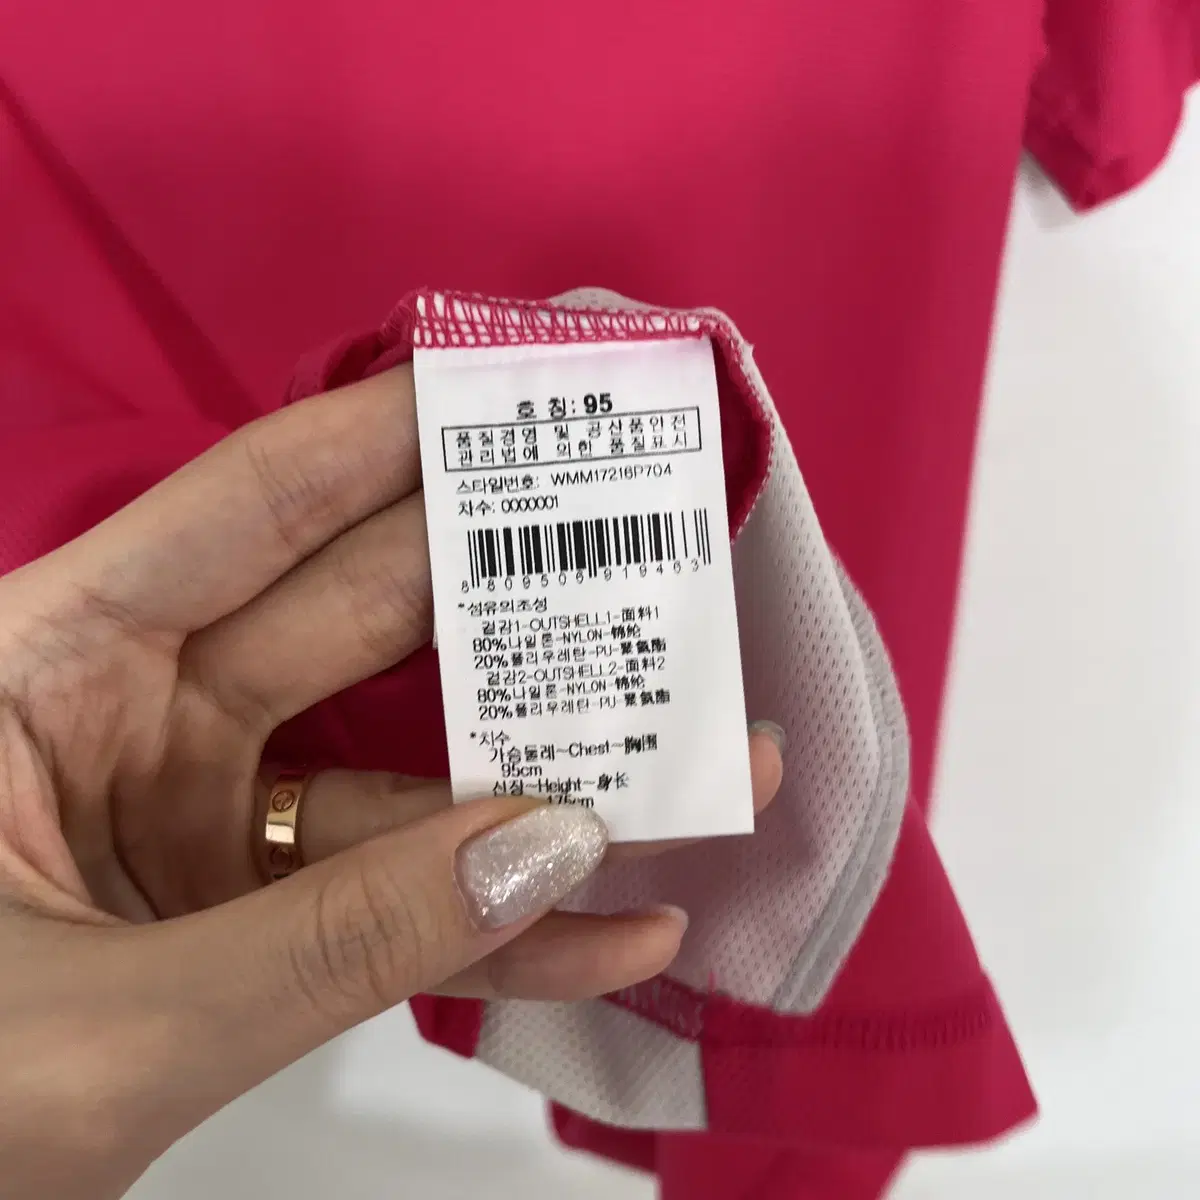 호 칭: 95
품질경영 및 공산품안전
관리법에 의한 품질표시
스타일번호: WMM17216P704
차수: 0000001
8 809506 919463
*섬유의조성
겉감1-OUTSHELL1-面料1
80%나일론-NYLON-锦纶
20%폴리우레탄-PU-聚氨酯
겉감2-OUTSHELL2-面料2
80%나일론-NYLON-锦纶
20%폴리우레탄-PU-聚氨酯
*치수
가슴둘레~Chest~胸围
95cm
신장~Height~身长
175cm